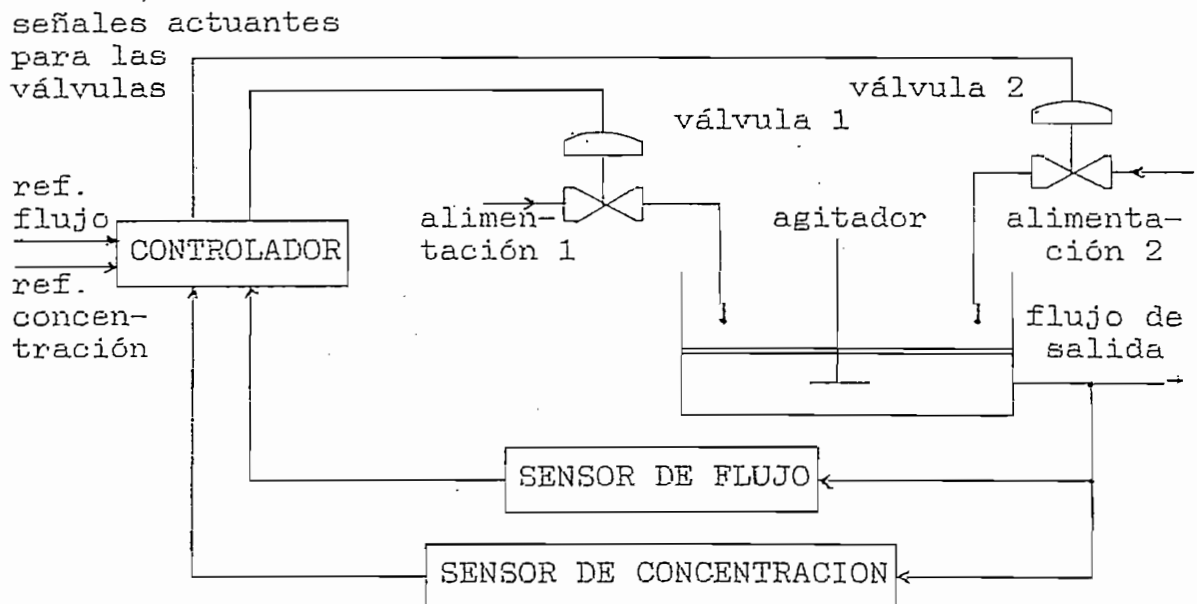 señales actuantes
para las
válvulas
válvula 2
válvula 1
ref.
flujo
CONTROLADOR
ref.
concen-
tración
alimen-
tación 1
agitador
alimenta-
ción 2
flujo de
salida
SENSOR DE FLUJO
SENSOR DE CONCENTRACION